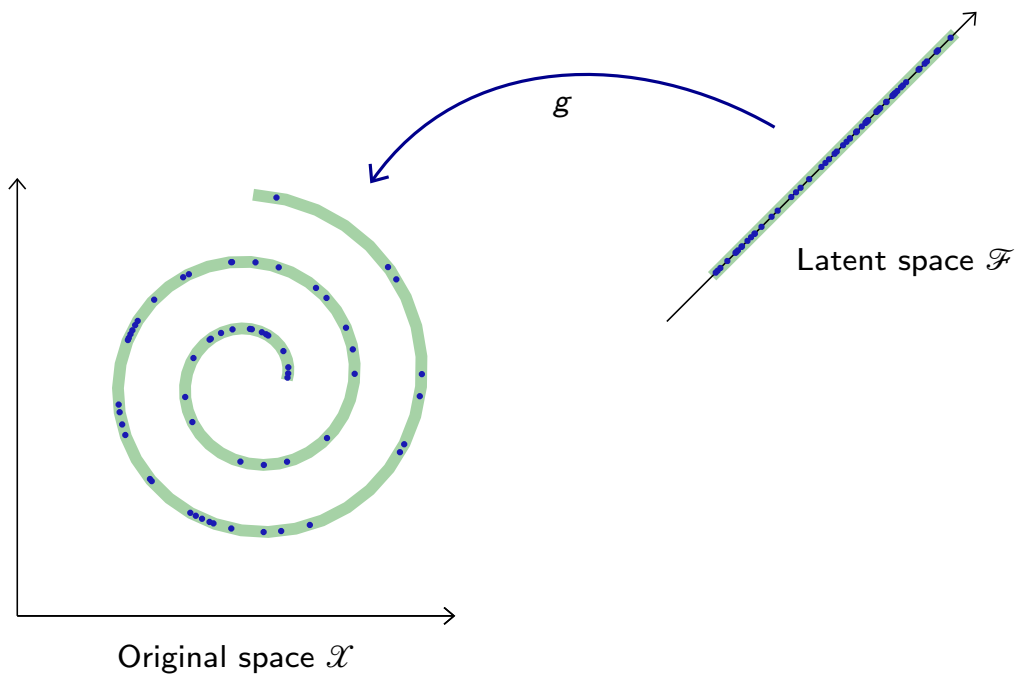 g
Latent space ℱ
Original space 𝒳